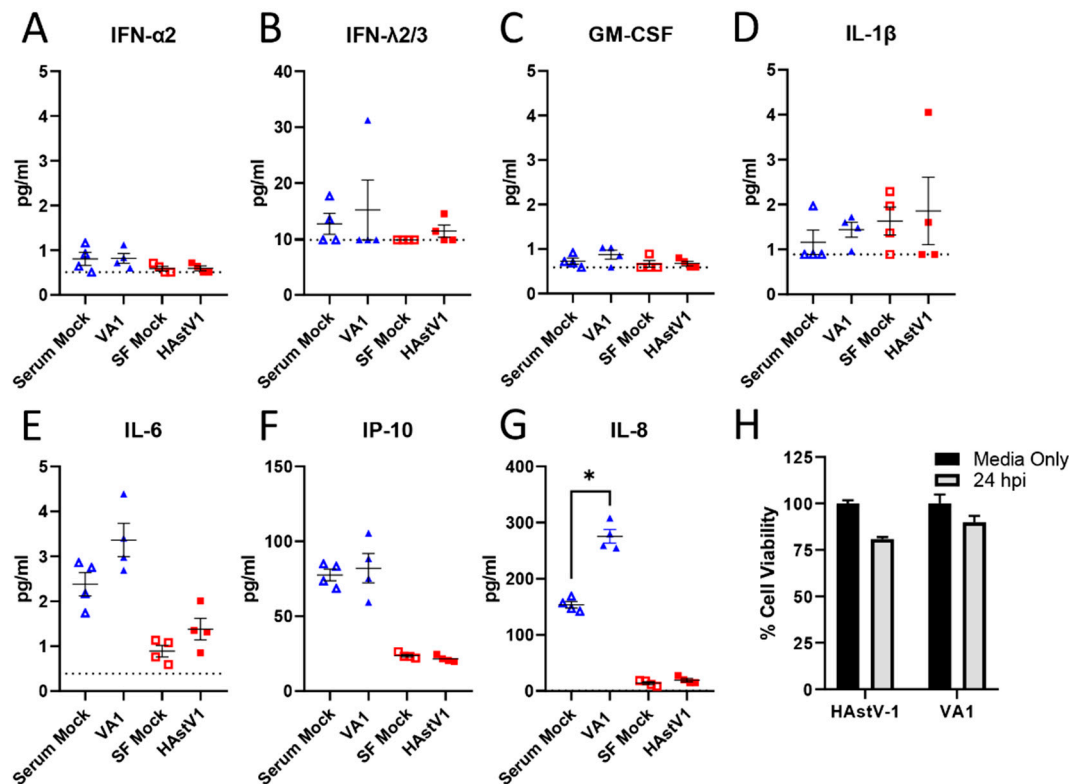 A
IFN-α2
pg/ml
5
4
3
2
1
0
Serum Mock
VA1
SF Mock
HAstV1
B
IFN-λ2/3
pg/ml
40
30
20
10
0
Serum Mock
VA1
SF Mock
HAstV1
C
GM-CSF
pg/ml
5
4
3
2
1
0
Serum Mock
VA1
SF Mock
HAstV1
D
IL-1β
pg/ml
5
4
3
2
1
0
Serum Mock
VA1
SF Mock
HAstV1
E
IL-6
pg/ml
5
4
3
2
1
0
Serum Mock
VA1
SF Mock
HAstV1
F
IP-10
pg/ml
150
100
50
0
Serum Mock
VA1
SF Mock
HAstV1
G
IL-8
pg/ml
400
300
200
100
0
*
Serum Mock
VA1
SF Mock
HAstV1
H
Media Only
24 hpi
% Cell Viability
125
100
75
50
25
0
HAstV-1
VA1